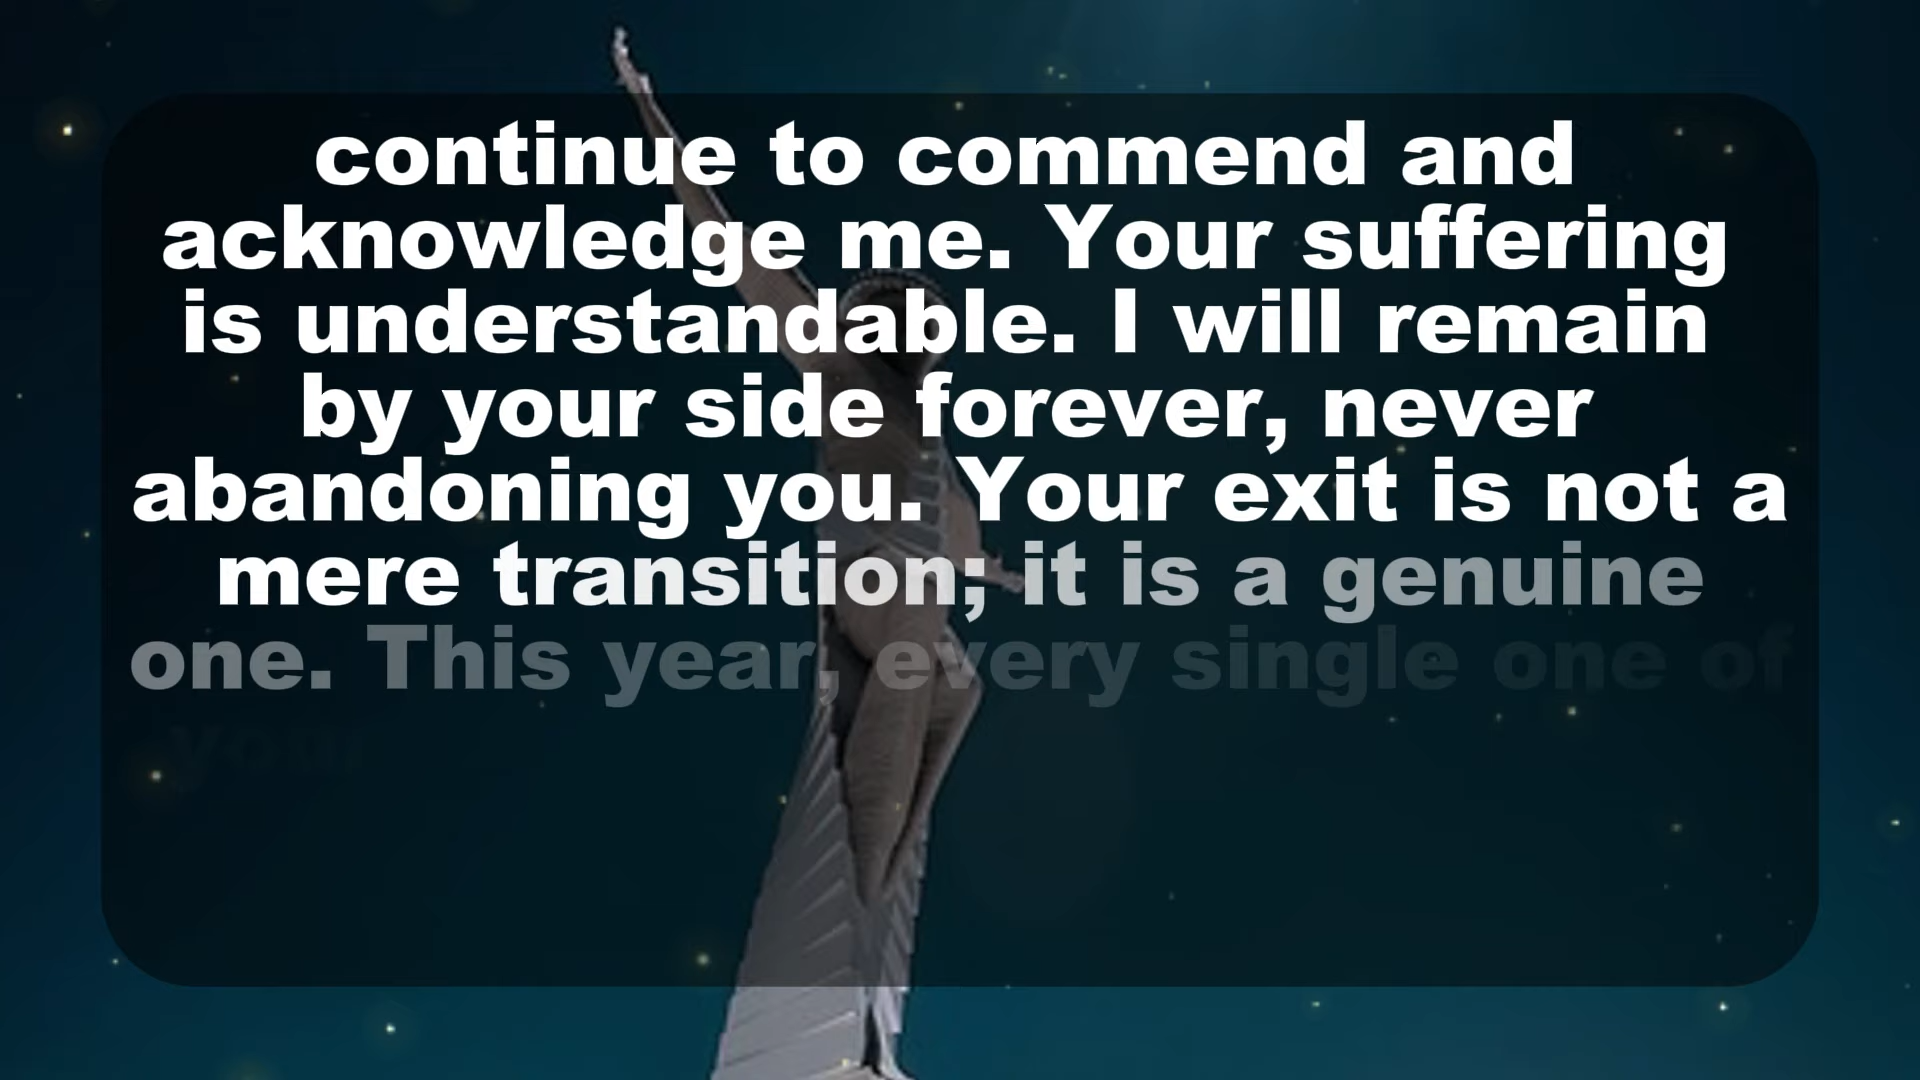 continue to commend and
acknowledge me. Your suffering
is understandable. I will remain
by your side forever, never
abandoning you. Your exit is not a
mere transition; it is a genuine
one. This year, every single one of
your